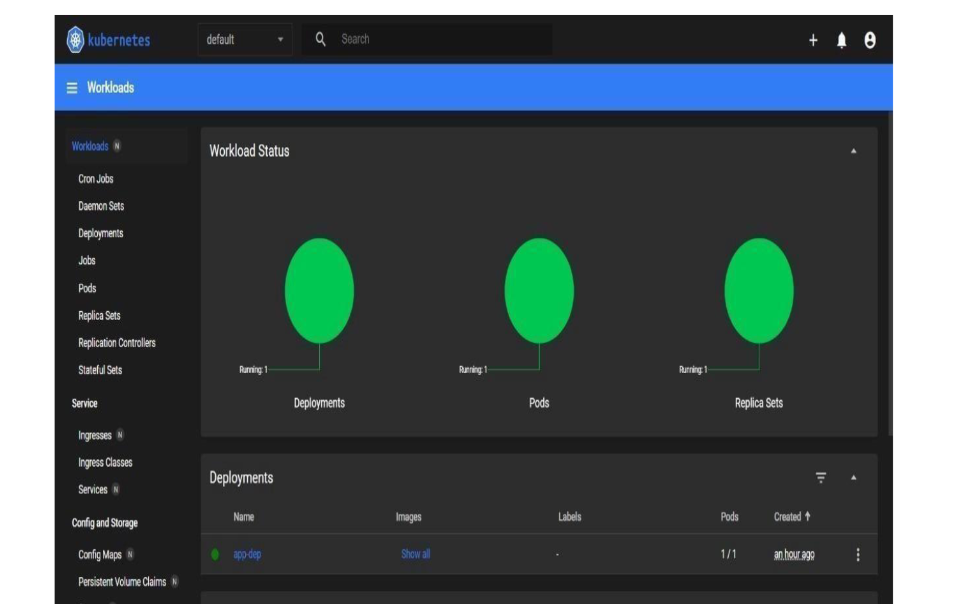 kubernetes
default
Search
Workloads
Workloads N
Cron Jobs
Daemon Sets
Deployments
Jobs
Pods
Replica Sets
Replication Controllers
Stateful Sets
Service
Ingresses N
Ingress Classes
Services N
Config and Storage
Config Maps N
Persistent Volume Claims N
Workload Status
Running: 1
Deployments
Running: 1
Pods
Running: 1
Replica Sets
Deployments
Name Images Labels Pods Created ↑
app-dep Show all - 1 / 1 an hour ago